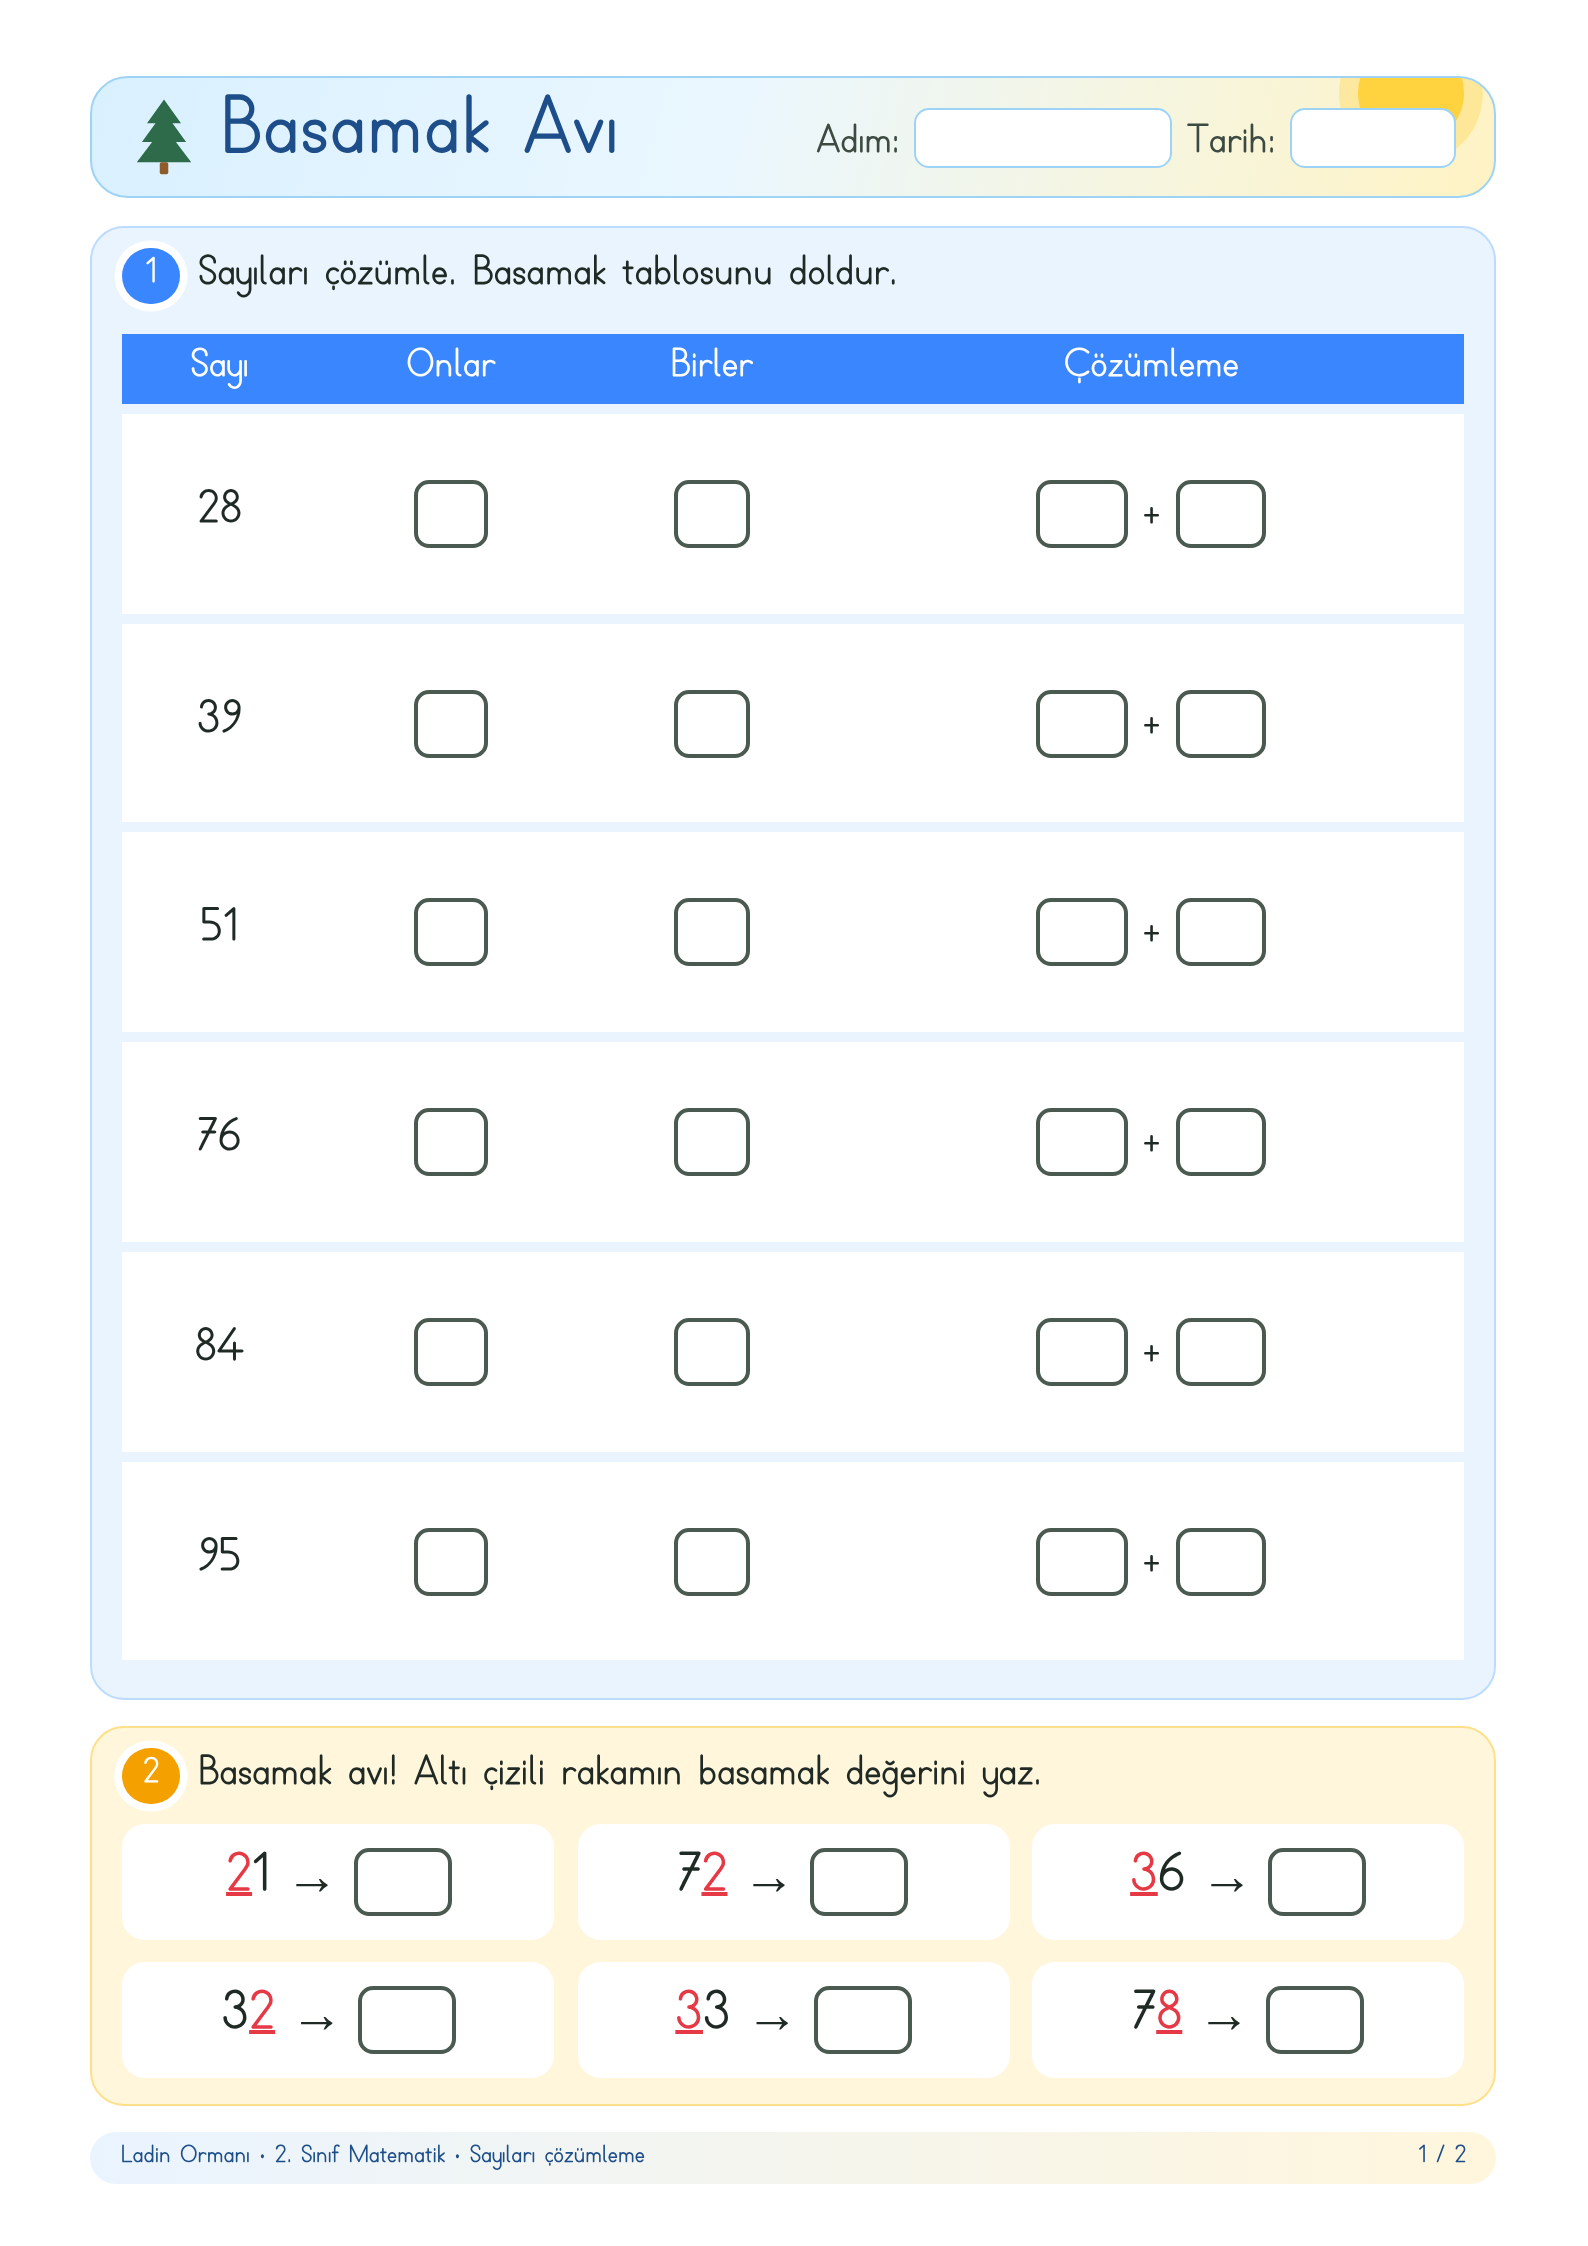 Basamak Avı
Adım: Tarih:
1 Sayıları çözümle. Basamak tablosunu doldur.
Sayı Onlar Birler Çözümleme
28 +
39 +
51 +
76 +
84 +
95 +
2 Basamak avı! Altı çizili rakamın basamak değerini yaz.
21 → 72 → 36 →
32 → 33 → 78 →
Ladin Ormanı • 2. Sınıf Matematik • Sayıları çözümleme 1 / 2